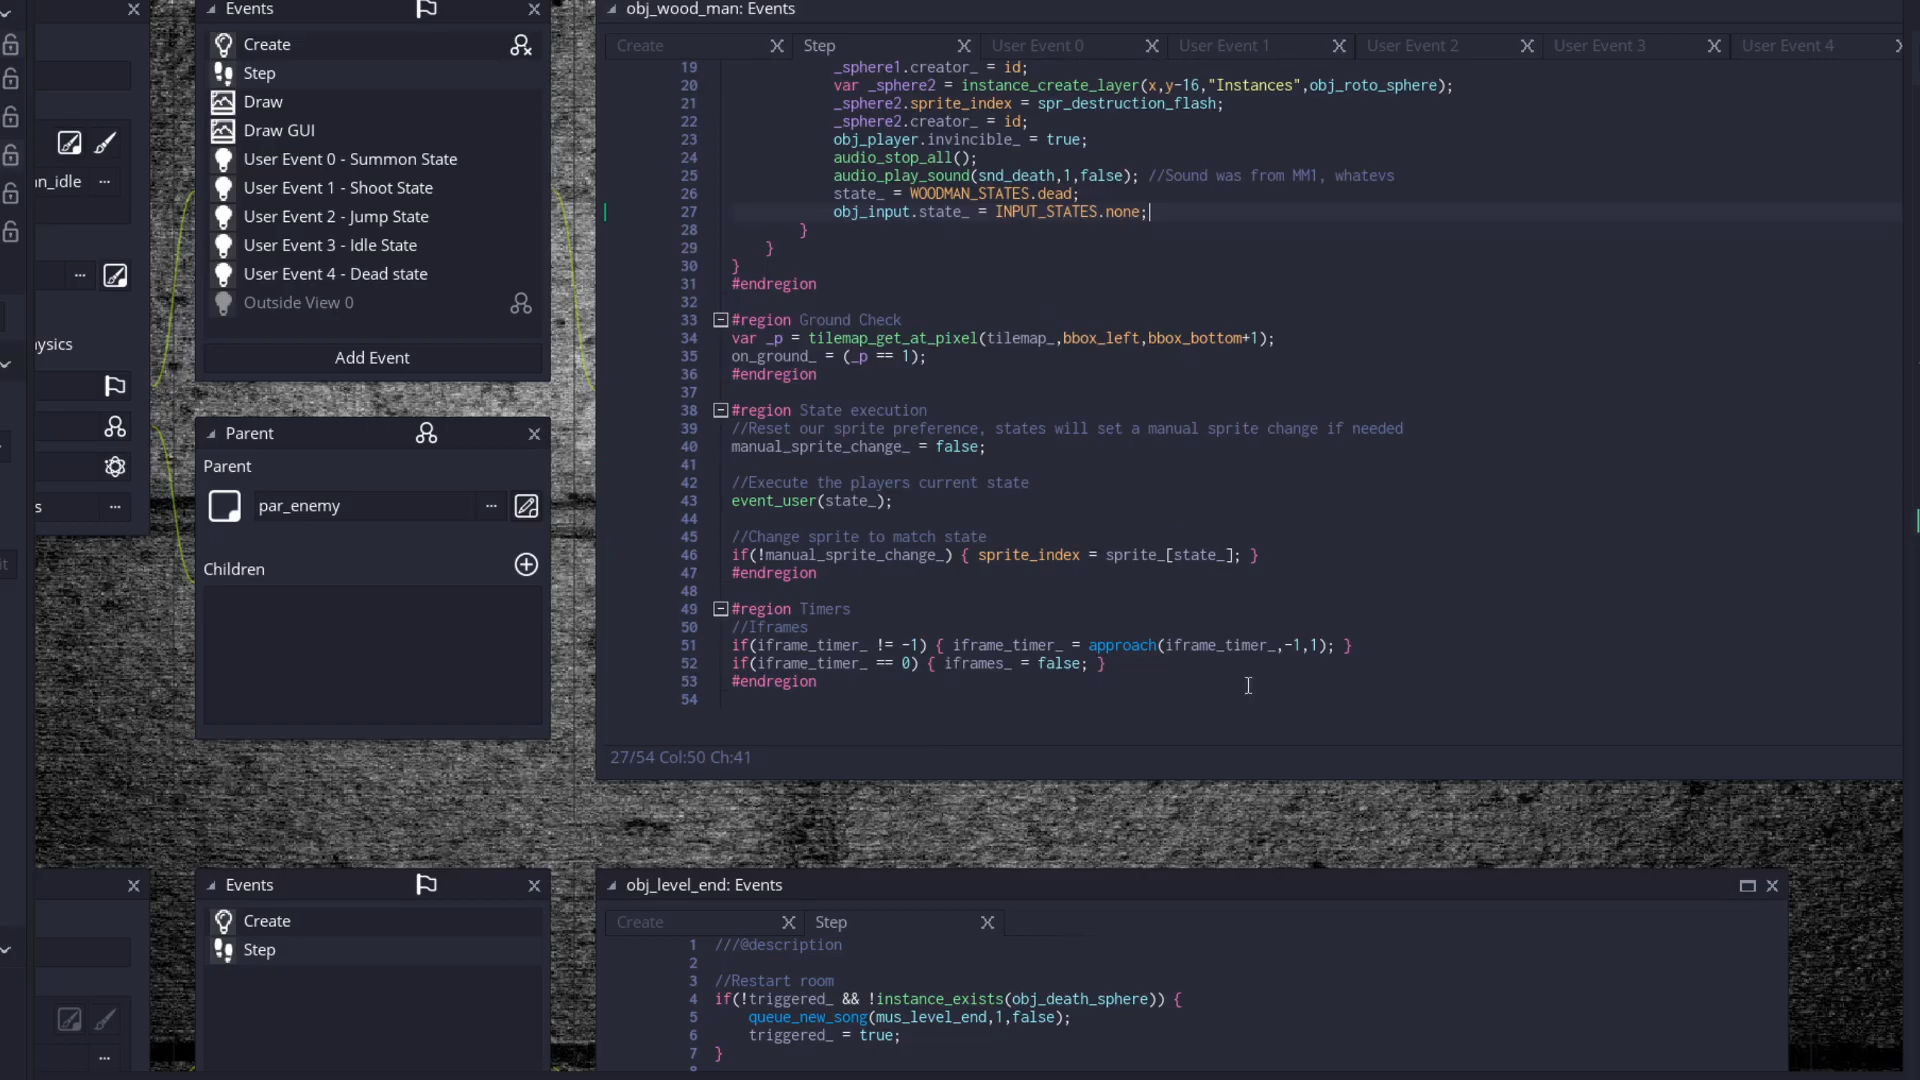 Events
Create
Step
Draw
Draw GUI
User Event 0 - Summon State
User Event 1 - Shoot State
User Event 2 - Jump State
User Event 3 - Idle State
User Event 4 - Dead state
Outside View 0
Add Event
an_idle
...
...
ysics
s
...
it
Parent
Parent
par_enemy
...
Children
obj_wood_man: Events
Create
Step
User Event 0
User Event 1
User Event 2
User Event 3
User Event 4
19 _sphere1.creator_ = id;
20 var _sphere2 = instance_create_layer(x,y-16,"Instances",obj_roto_sphere);
21 _sphere2.sprite_index = spr_destruction_flash;
22 _sphere2.creator_ = id;
23 obj_player.invincible_ = true;
24 audio_stop_all();
25 audio_play_sound(snd_death,1,false); //Sound was from MM1, whatevs
26 state_ = WOODMAN_STATES.dead;
27 obj_input.state_ = INPUT_STATES.none;
28 }
29 }
30 }
31 #endregion
32
33 #region Ground Check
34 var _p = tilemap_get_at_pixel(tilemap_,bbox_left,bbox_bottom+1);
35 on_ground_ = (_p == 1);
36 #endregion
37
38 #region State execution
39 //Reset our sprite preference, states will set a manual sprite change if needed
40 manual_sprite_change_ = false;
41
42 //Execute the players current state
43 event_user(state_);
44
45 //Change sprite to match state
46 if(!manual_sprite_change_) { sprite_index = sprite_[state_]; }
47 #endregion
48
49 #region Timers
50 //Iframes
51 if(iframe_timer_ != -1) { iframe_timer_ = approach(iframe_timer_,-1,1); }
52 if(iframe_timer_ == 0) { iframes_ = false; }
53 #endregion
54
27/54 Col:50 Ch:41
Events
Create
Step
...
obj_level_end: Events
Create
Step
1 ///@description
2
3 //Restart room
4 if(!triggered_ && !instance_exists(obj_death_sphere)) {
5 queue_new_song(mus_level_end,1,false);
6 triggered_ = true;
7 }